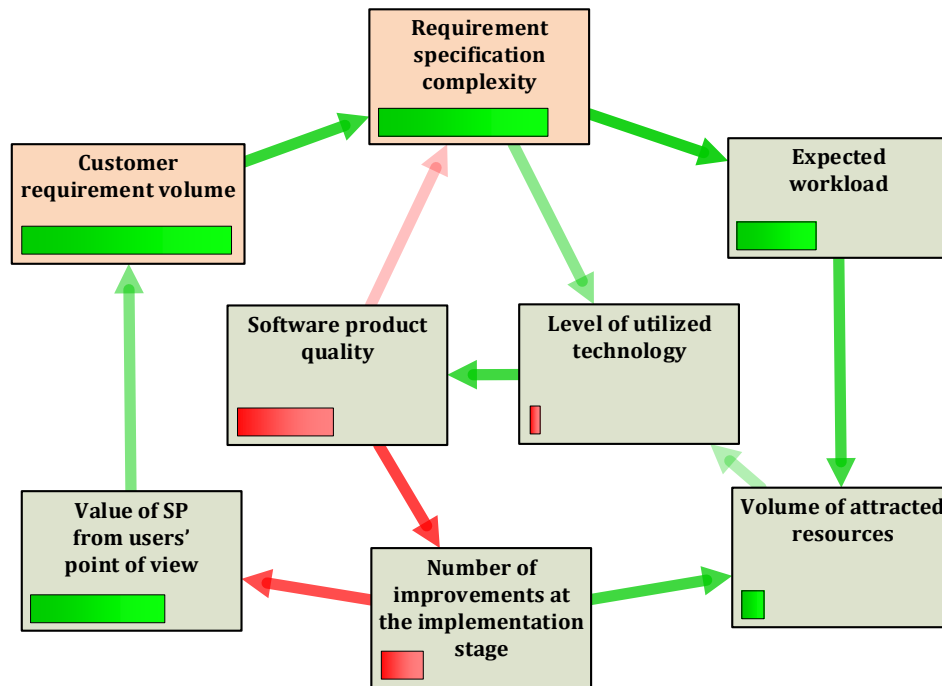 Requirement
specification
complexity
Customer
requirement volume
Expected
workload
Software product
quality
Level of utilized
technology
Value of SP
from users’
point of view
Number of
improvements at
the implementation
stage
Volume of attracted
resources